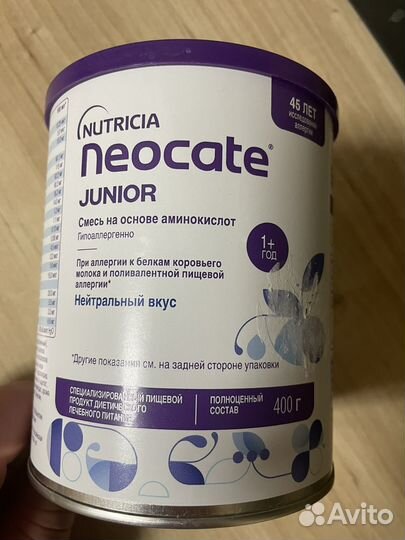 45 ЛЕТ
исследований
аллергии
NUTRICIA
neocate®
JUNIOR
Смесь на основе аминокислот
Гипоаллергенно
1+
ГОД
При аллергии к белкам коровьего
молока и поливалентной пищевой
аллергии*
Нейтральный вкус
*Другие показания см. на задней стороне упаковки
СПЕЦИАЛИЗИРОВАННЫЙ ПИЩЕВОЙ
ПРОДУКТ ДИЕТИЧЕСКОГО
ЛЕЧЕБНОГО ПИТАНИЯ
ПОЛНОЦЕННЫЙ
СОСТАВ
400 г
Avito